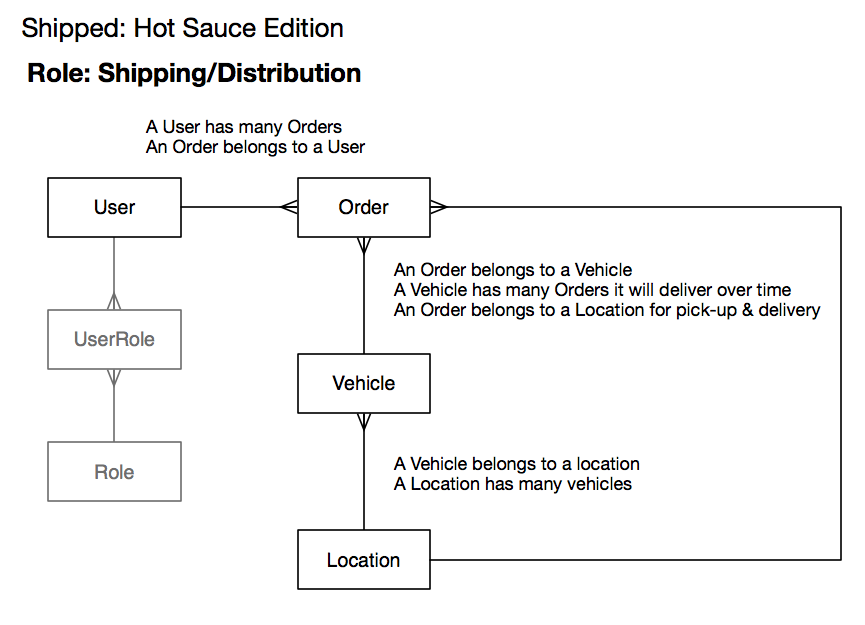 Shipped: Hot Sauce Edition
Role: Shipping/Distribution
A User has many Orders
An Order belongs to a User
User
Order
An Order belongs to a Vehicle
A Vehicle has many Orders it will deliver over time
An Order belongs to a Location for pick-up & delivery
UserRole
Vehicle
Role
A Vehicle belongs to a location
A Location has many vehicles
Location